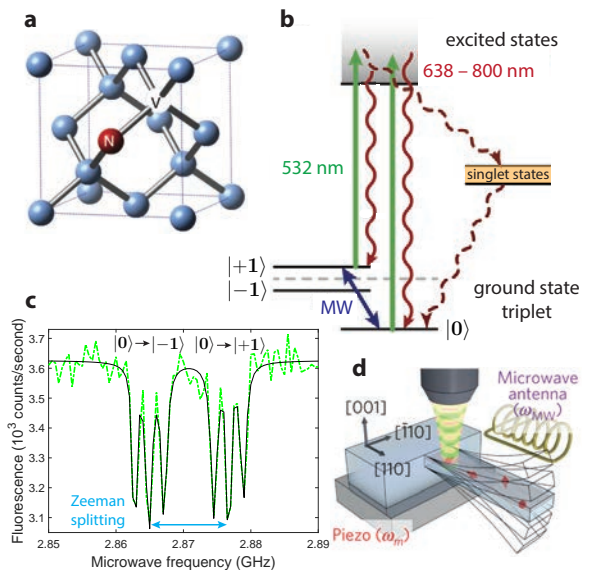 a
N
V
b
excited states
638 – 800 nm
532 nm
singlet states
|+1⟩
|−1⟩
MW
ground state
triplet
|0⟩
c
|0⟩ → |−1⟩ |0⟩ → |+1⟩
Fluorescence (10³ counts/second)
3.7
3.6
3.5
3.4
3.3
3.2
3.1
Zeeman
splitting
2.85 2.86 2.87 2.88 2.89
Microwave frequency (GHz)
d
Microwave
antenna
(ωMW)
[001]
[1̄10]
[110]
Piezo (ωm)